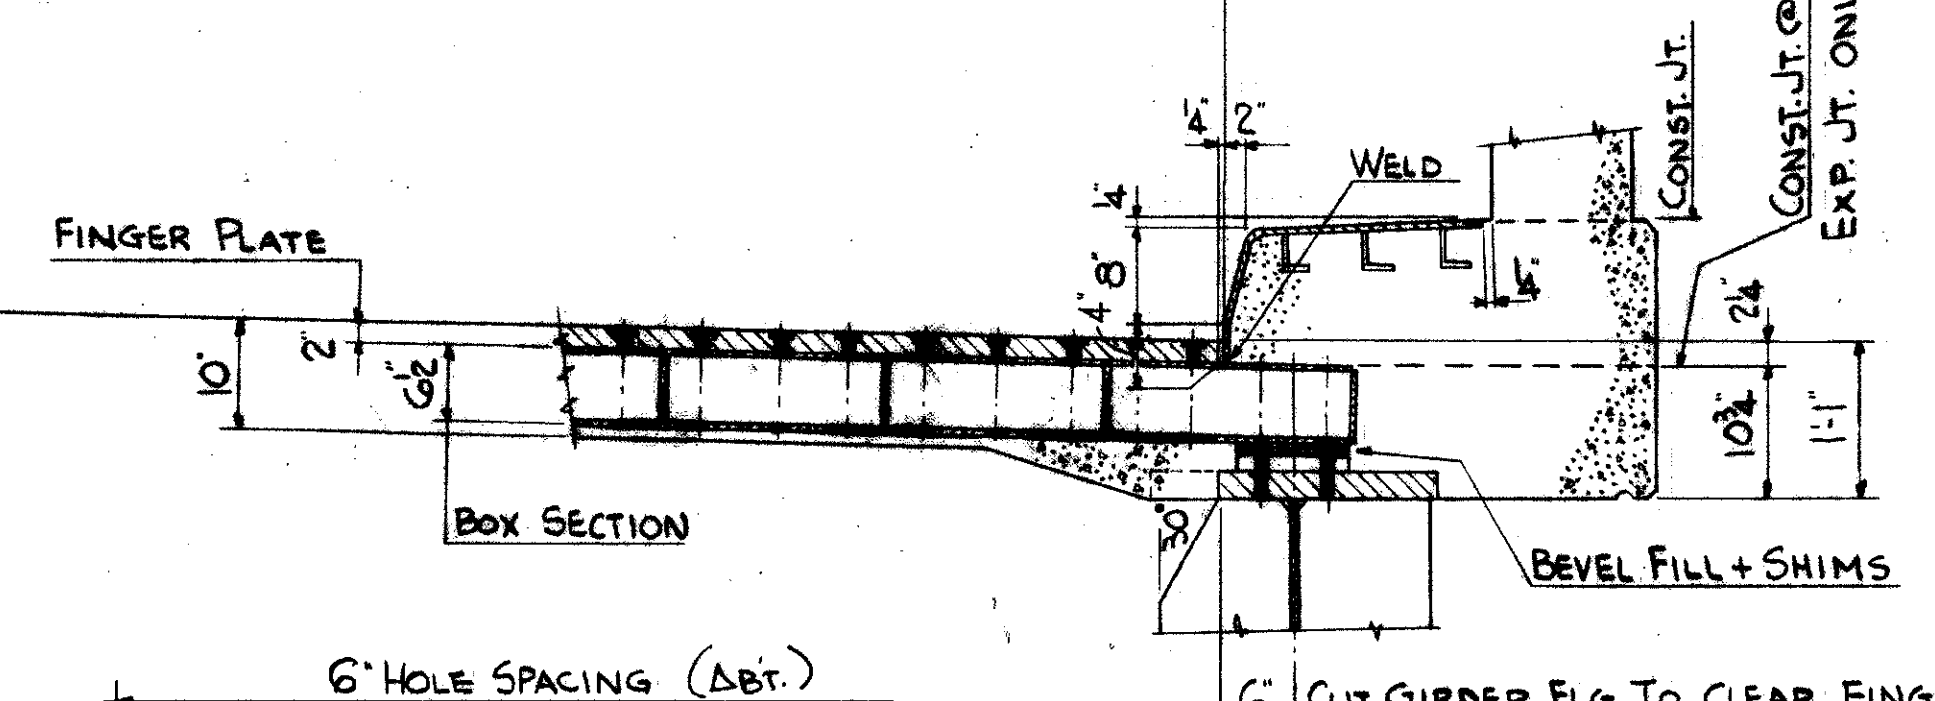 CONST. JT.
CONST. JT. @
EXP. JT. ONL
1/4" 2"
WELD
1/4"
FINGER PLATE
8"
4"
1/4"
2 1/4"
10"
2"
6 1/2"
10 3/4"
1'-1"
BOX SECTION
30°
BEVEL FILL + SHIMS
6" HOLE SPACING (ABT.)
6" CUT GIRDER FLG TO CLEAR FING